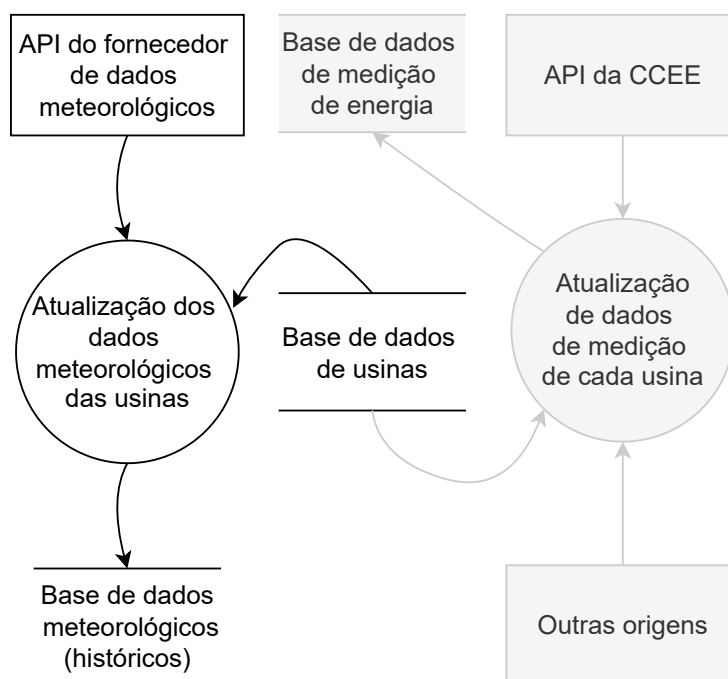 API do fornecedor
de dados
meteorológicos
Base de dados
de medição
de energia
API da CCEE
Atualização dos
dados
meteorológicos
das usinas
Base de dados
de usinas
Atualização
de dados
de medição
de cada usina
Base de dados
meteorológicos
(históricos)
Outras origens